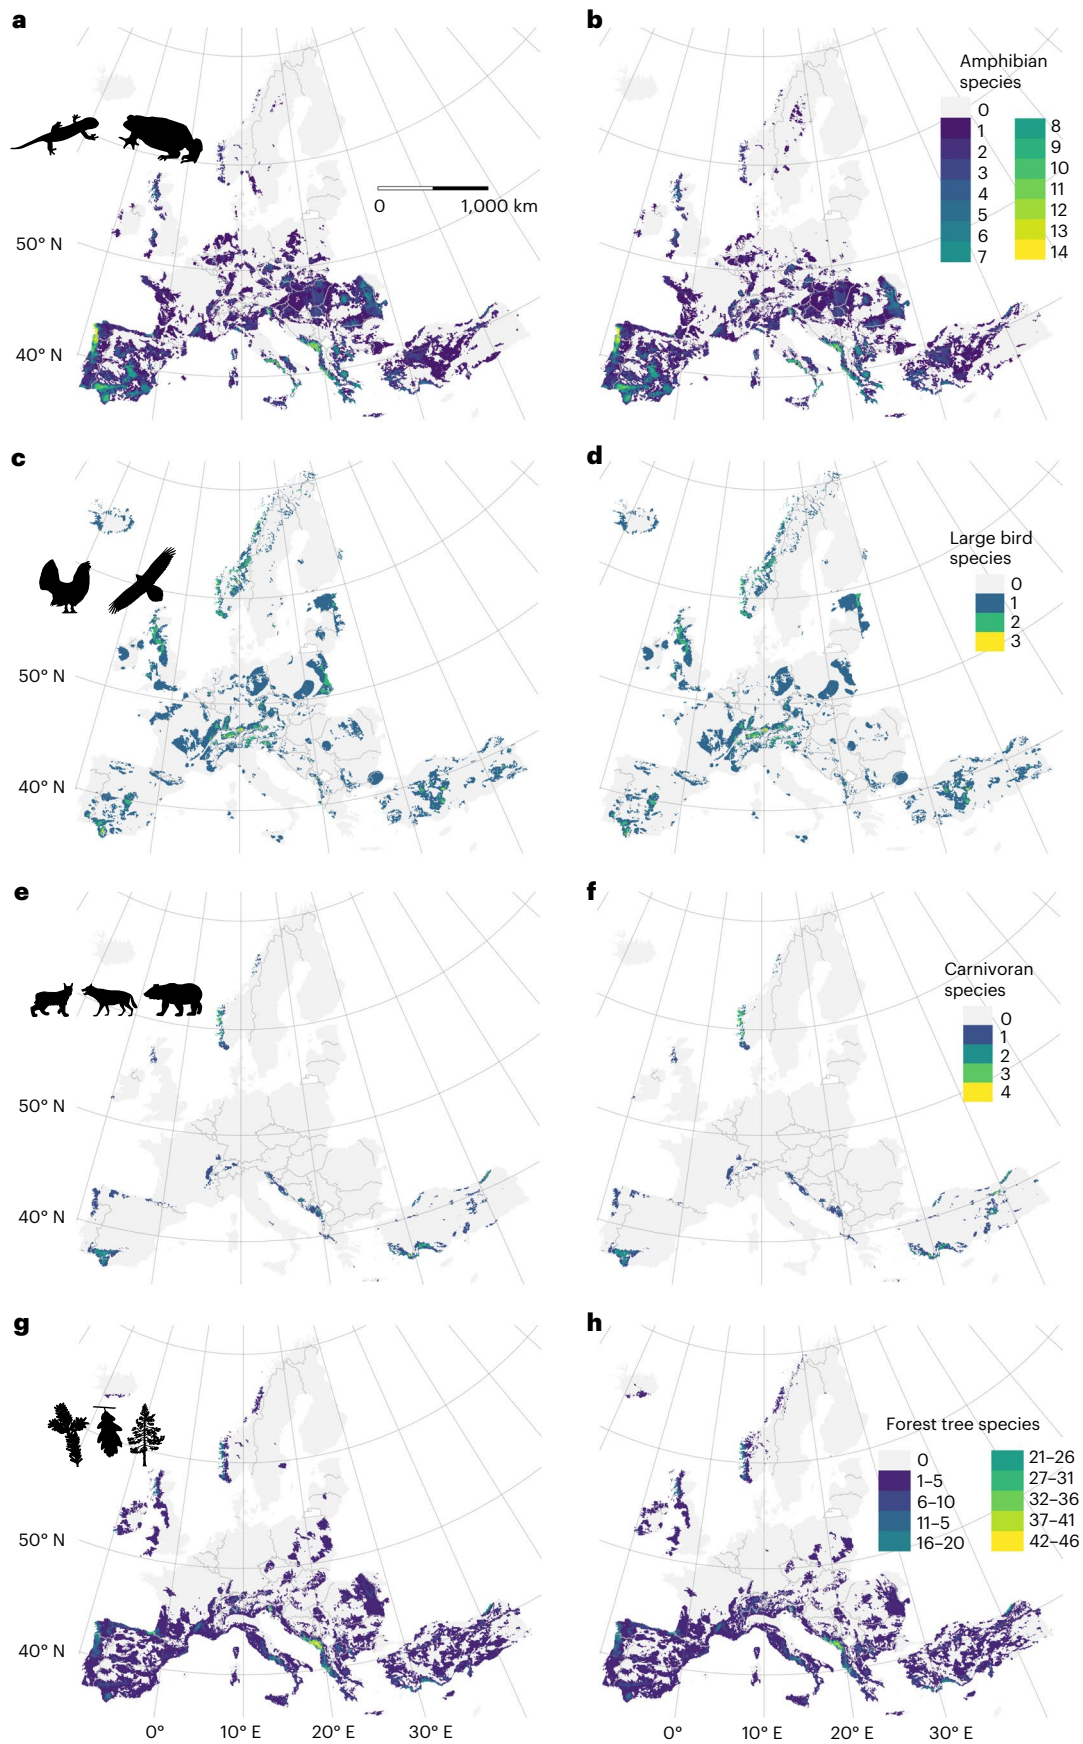 a
b
Amphibian
species
0
1
2
3
4
5
6
7
8
9
10
11
12
13
14
0 1,000 km
50° N
40° N
c
d
Large bird
species
0
1
2
3
50° N
40° N
e
f
Carnivoran
species
0
1
2
3
4
50° N
40° N
g
h
Forest tree species
0
1–5
6–10
11–5
16–20
21–26
27–31
32–36
37–41
42–46
50° N
40° N
0° 10° E 20° E 30° E
0° 10° E 20° E 30° E